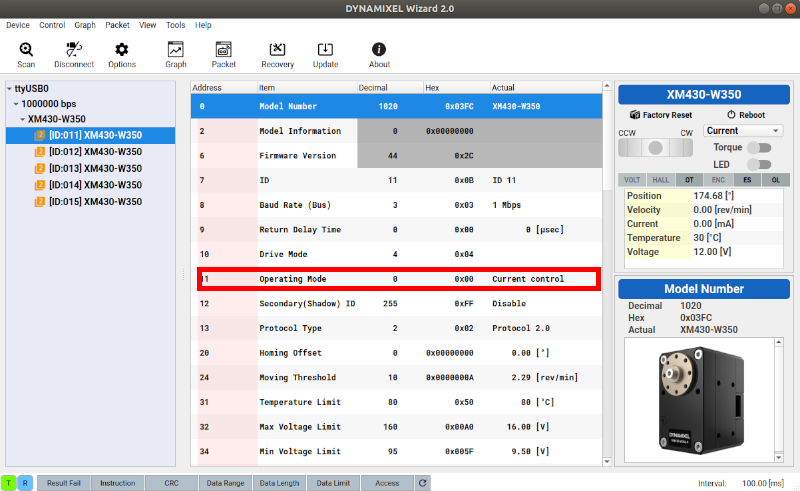 DYNAMIXEL Wizard 2.0
Device Control Graph Packet View Tools Help
Scan Disconnect Options Graph Packet Recovery Update About
ttyUSB0
1000000 bps
XM430-W350
[ID:011] XM430-W350
[ID:012] XM430-W350
[ID:013] XM430-W350
[ID:014] XM430-W350
[ID:015] XM430-W350
Address Item Decimal Hex Actual
0 Model Number 1020 0x03FC XM430-W350
2 Model Information 0 0x00000000
6 Firmware Version 44 0x2C
7 ID 11 0x0B ID 11
8 Baud Rate (Bus) 3 0x03 1 Mbps
9 Return Delay Time 0 0x00 0 [μsec]
10 Drive Mode 4 0x04
11 Operating Mode 0 0x00 Current control
12 Secondary(Shadow) ID 255 0xFF Disable
13 Protocol Type 2 0x02 Protocol 2.0
20 Homing Offset 0 0x00000000 0.00 [°]
24 Moving Threshold 10 0x0000000A 2.29 [rev/min]
31 Temperature Limit 80 0x50 80 [°C]
32 Max Voltage Limit 160 0x00A0 16.00 [V]
34 Min Voltage Limit 95 0x005F 9.50 [V]
XM430-W350
Factory Reset Reboot
CCW CW Current
Torque
LED
VOLT HALL OT ENC ES OL
Position 174.68 [°]
Velocity 0.00 [rev/min]
Current 0.00 [mA]
Temperature 30 [°C]
Voltage 12.00 [V]
Model Number
Decimal 1020
Hex 0x03FC
Actual XM430-W350
DYNAMIXEL
T R Result Fail Instruction CRC Data Range Data Length Data Limit Access Interval: 100.00 [ms]